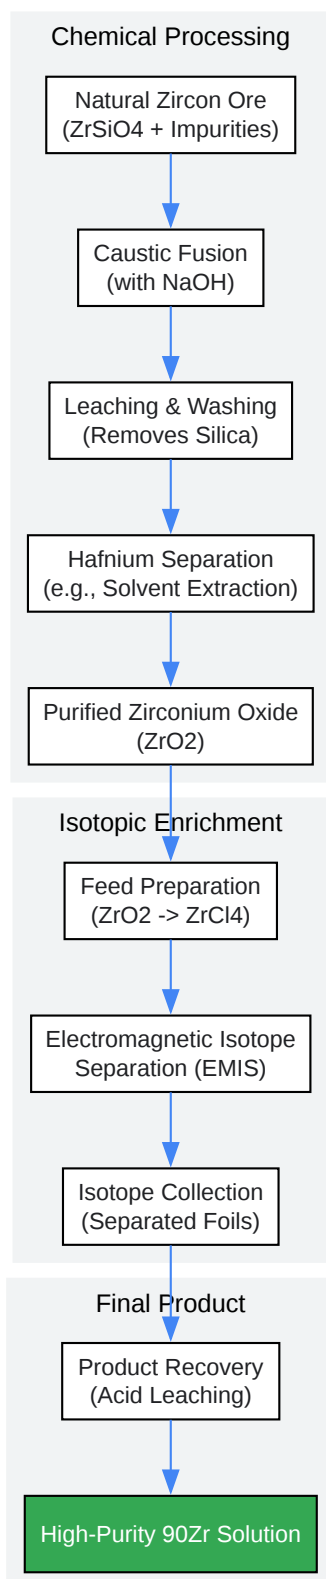 Chemical Processing
Natural Zircon Ore
(ZrSiO4 + Impurities)
Caustic Fusion
(with NaOH)
Leaching & Washing
(Removes Silica)
Hafnium Separation
(e.g., Solvent Extraction)
Purified Zirconium Oxide
(ZrO2)
Isotopic Enrichment
Feed Preparation
(ZrO2 -> ZrCl4)
Electromagnetic Isotope
Separation (EMIS)
Isotope Collection
(Separated Foils)
Final Product
Product Recovery
(Acid Leaching)
High-Purity 90Zr Solution